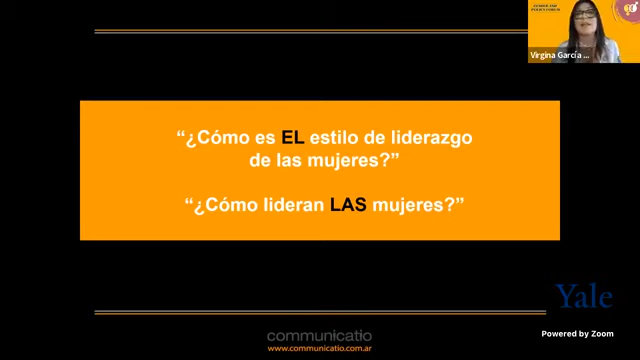 “¿Cómo es EL estilo de liderazgo
de las mujeres?”
“¿Cómo lideran LAS mujeres?”
Virgina García ...
Yale
Powered by Zoom
communicatio
www.communicatio.com.ar